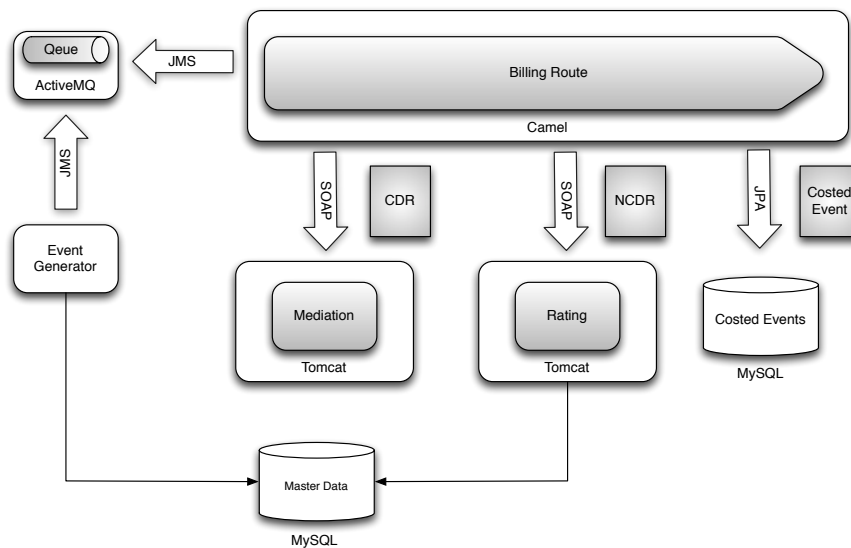 Qeue
ActiveMQ
JMS
Billing Route
Camel
JMS
SOAP
CDR
SOAP
NCDR
JPA
Costed
Event
Event
Generator
Mediation
Tomcat
Rating
Tomcat
Costed Events
MySQL
Master Data
MySQL